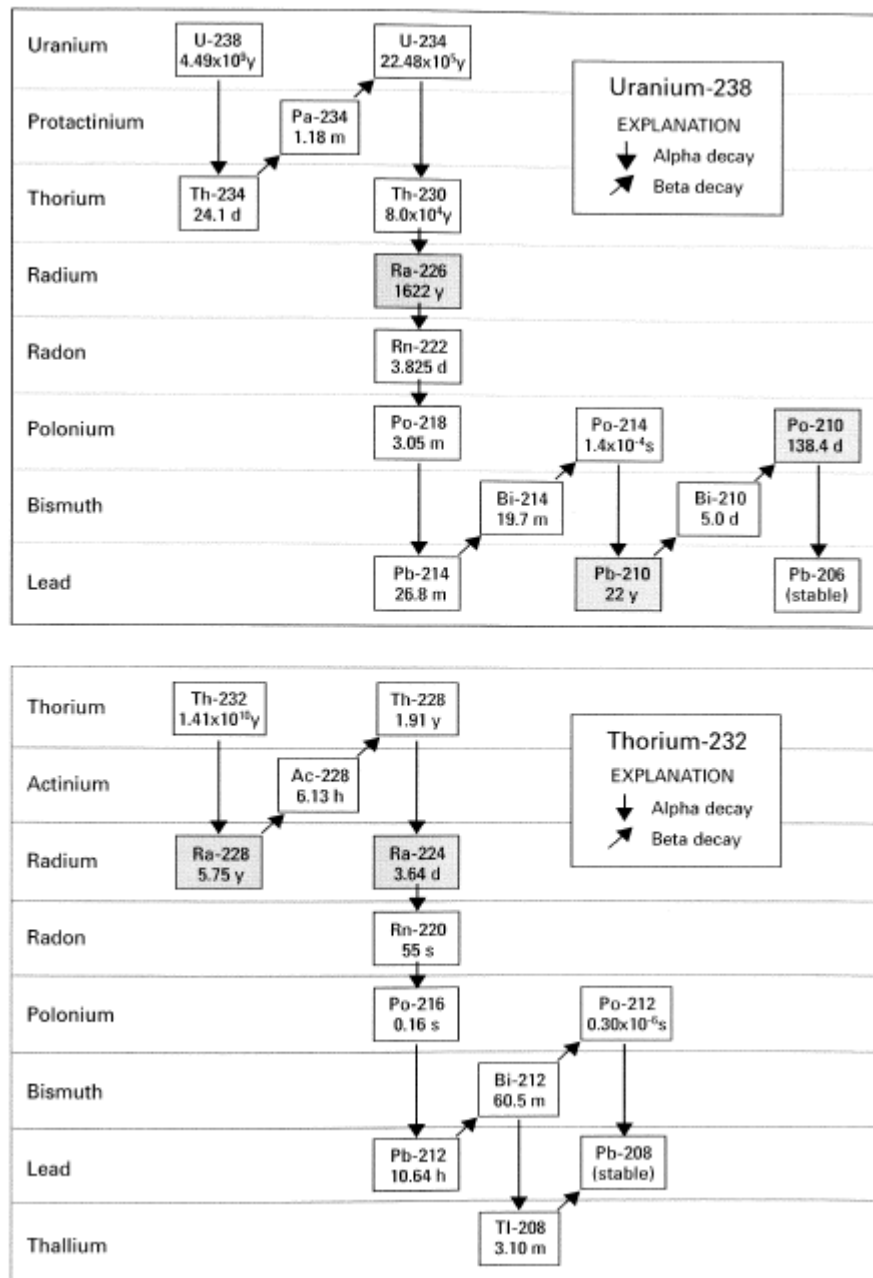 Uranium
U-238
4.49x10⁹y
U-234
22.48x10⁵y
Uranium-238
EXPLANATION
Alpha decay
Beta decay
Protactinium
Pa-234
1.18 m
Thorium
Th-234
24.1 d
Th-230
8.0x10⁴y
Radium
Ra-226
1622 y
Radon
Rn-222
3.825 d
Polonium
Po-218
3.05 m
Po-214
1.4x10⁻⁴s
Po-210
138.4 d
Bismuth
Bi-214
19.7 m
Bi-210
5.0 d
Lead
Pb-214
26.8 m
Pb-210
22 y
Pb-206
(stable)
Thorium
Th-232
1.41x10¹⁰y
Th-228
1.91 y
Thorium-232
EXPLANATION
Alpha decay
Beta decay
Actinium
Ac-228
6.13 h
Radium
Ra-228
5.75 y
Ra-224
3.64 d
Radon
Rn-220
55 s
Polonium
Po-216
0.16 s
Po-212
0.30x10⁻⁶s
Bismuth
Bi-212
60.5 m
Lead
Pb-212
10.64 h
Pb-208
(stable)
Thallium
Tl-208
3.10 m